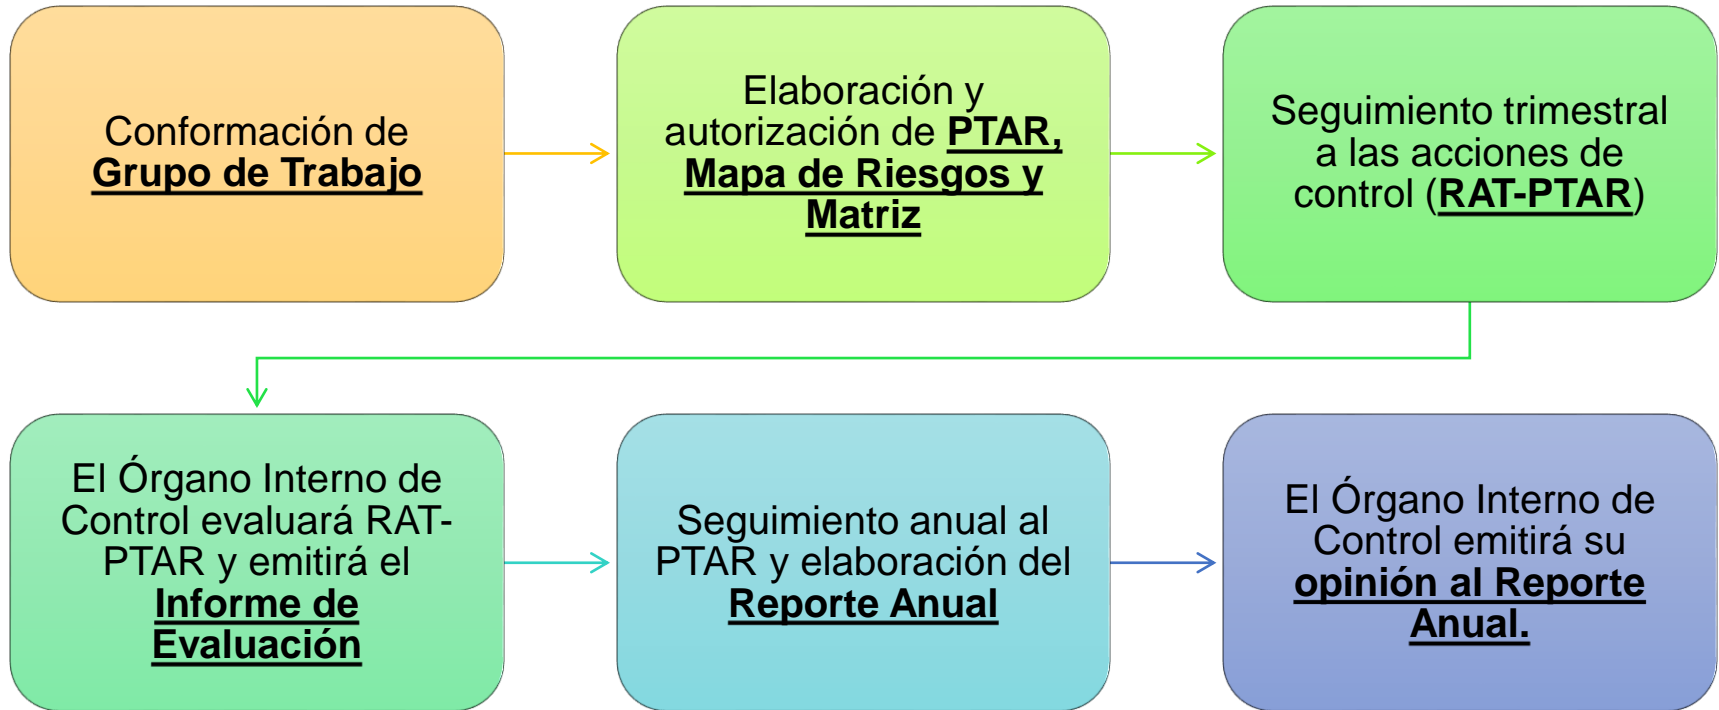 Conformación de
Grupo de Trabajo
Elaboración y
autorización de PTAR,
Mapa de Riesgos y
Matriz
Seguimiento trimestral
a las acciones de
control (RAT-PTAR)
El Órgano Interno de
Control evaluará RAT-
PTAR y emitirá el
Informe de
Evaluación
Seguimiento anual al
PTAR y elaboración del
Reporte Anual
El Órgano Interno de
Control emitirá su
opinión al Reporte
Anual.